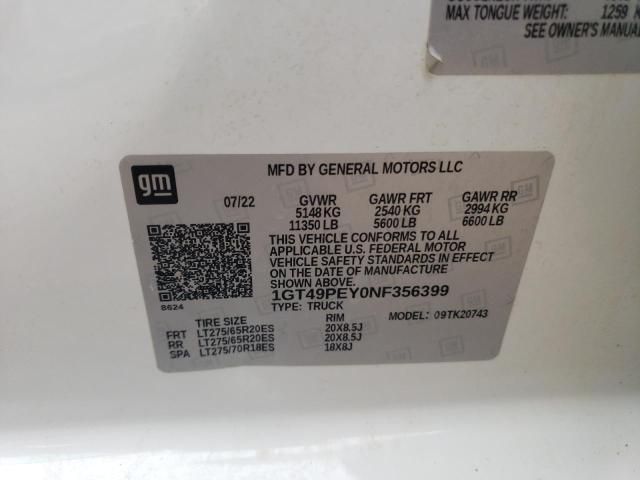 MAX TONGUE WEIGHT: 1259 K
SEE OWNER'S MANUA
gm
MFD BY GENERAL MOTORS LLC
07/22 GVWR GAWR FRT GAWR RR
5148 KG 2540 KG 2994 KG
11350 LB 5600 LB 6600 LB
THIS VEHICLE CONFORMS TO ALL
APPLICABLE U.S. FEDERAL MOTOR
VEHICLE SAFETY STANDARDS IN
EFFECT ON THE DATE OF MANUFACTURE
SHOWN ABOVE.
8624
1GT49PEY0NF356399
TYPE: TRUCK MODEL: 09TK20743
TIRE SIZE RIM
FRT LT275/65R20ES 20X8.5J
RR LT275/65R20ES 20X8.5J
SPA LT275/70R18ES 18X8J